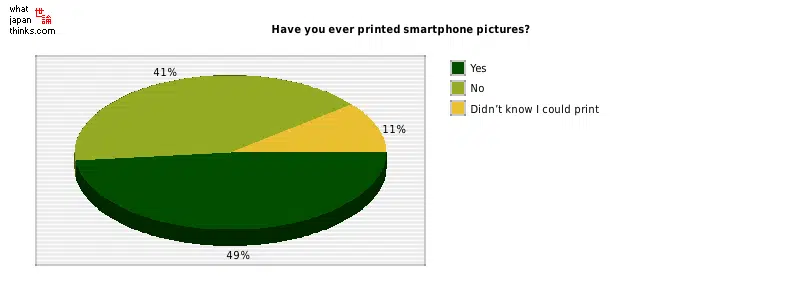 what
japan 世論
thinks.com
Have you ever printed smartphone pictures?
41%
11%
49%
Yes
No
Didn't know I could print